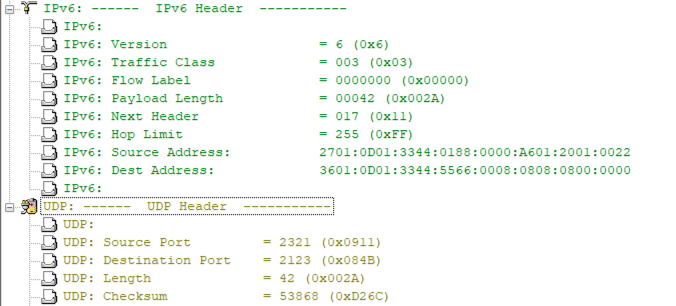 IPv6: ------ IPv6 Header -----------
IPv6:
IPv6: Version = 6 (0x6)
IPv6: Traffic Class = 003 (0x03)
IPv6: Flow Label = 0000000 (0x00000)
IPv6: Payload Length = 00042 (0x002A)
IPv6: Next Header = 017 (0x11)
IPv6: Hop Limit = 255 (0xFF)
IPv6: Source Address: 2701:0D01:3344:0188:0000:A601:2001:0022
IPv6: Dest Address: 3601:0D01:3344:5566:0008:0808:0800:0000
IPv6:
UDP: ------ UDP Header -----------
UDP:
UDP: Source Port = 2321 (0x0911)
UDP: Destination Port = 2123 (0x084B)
UDP: Length = 42 (0x002A)
UDP: Checksum = 53868 (0xD26C)